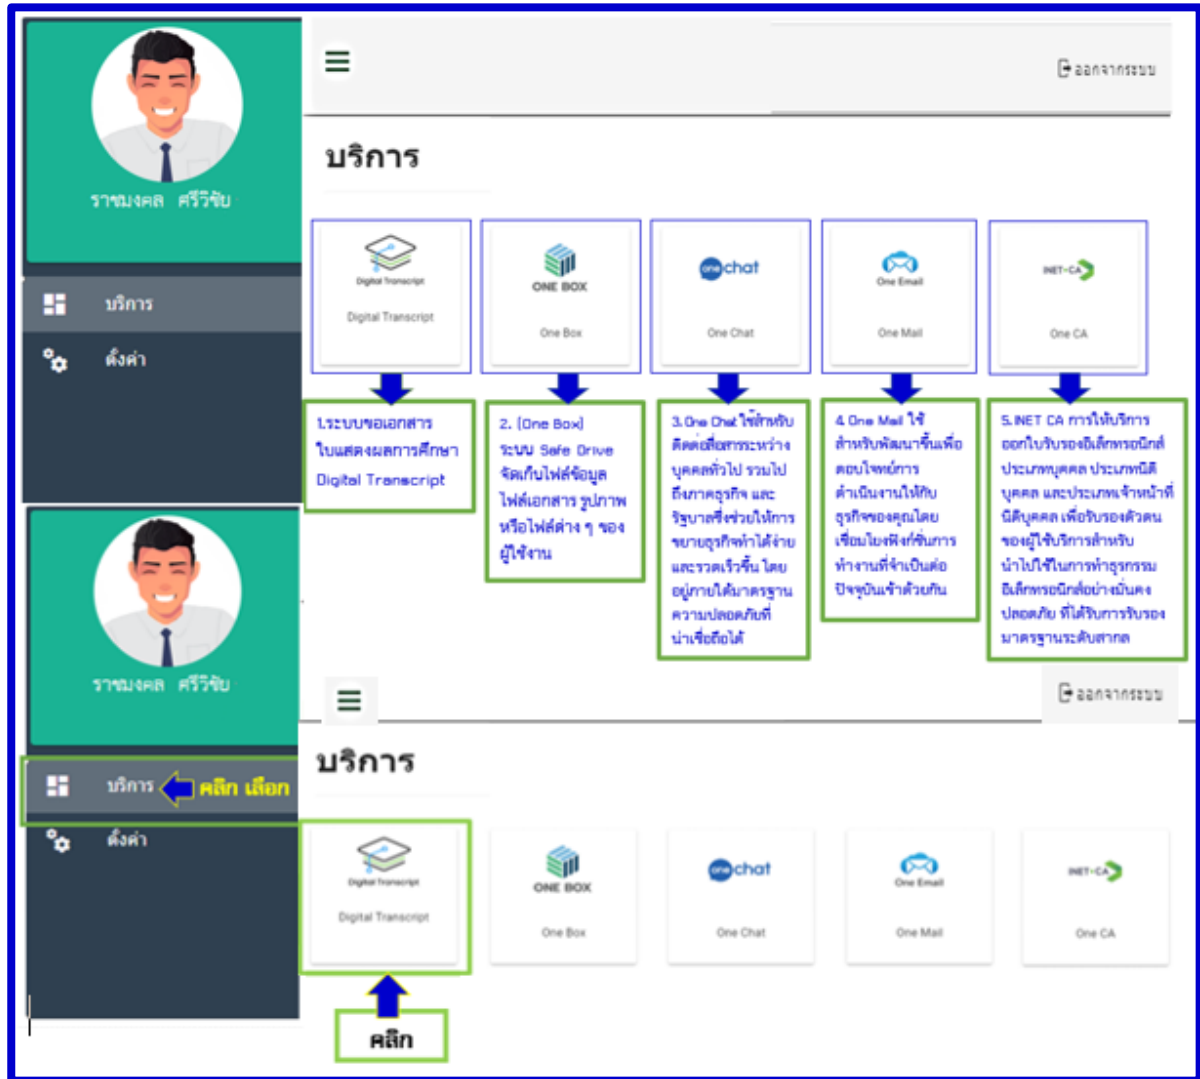 ราชมงคล ศรีวิชัย
บริการ
ตั้งค่า
ออกจากระบบ
บริการ
Digital Transcript
Digital Transcript
ONE BOX
One Box
onechat
One Chat
One Email
One Mail
INET-CA
One CA
1.ระบบขอเอกสาร
ใบแสดงผลการศึกษา
Digital Transcript
2. (One Box)
ระบบ Safe Drive
จัดเก็บไฟล์ข้อมูล
ไฟล์เอกสาร รูปภาพ
หรือไฟล์ต่าง ๆ ของ
ผู้ใช้งาน
3. One Chat ใช้สำหรับ
ติดต่อสื่อสารระหว่าง
บุคคลทั่วไป รวมไป
ถึงภาคธุรกิจ และ
รัฐบาลซึ่งช่วยให้การ
ขยายธุรกิจทำได้ง่าย
และรวดเร็วขึ้น โดย
อยู่ภายใต้มาตรฐาน
ความปลอดภัยที่
น่าเชื่อถือได้
4. One Mail ใช้
สำหรับพัฒนาขึ้นเพื่อ
ตอบโจทย์การ
ดำเนินงานให้กับ
ธุรกิจของคุณโดย
เชื่อมโยงฟังก์ชั่นการ
ทำงานที่จำเป็นต่อ
ปัจจุบันเข้าด้วยกัน
5. INET CA การให้บริการ
ออกใบรับรองอิเล็กทรอนิกส์
ประเภทบุคคล ประเภทนิติ
บุคคล และประเภทเจ้าหน้าที่
นิติบุคคล เพื่อรับรองตัวตน
ของผู้ใช้บริการสำหรับ
นำไปใช้ในการทำธุรกรรม
อิเล็กทรอนิกส์อย่างมั่นคง
ปลอดภัย ที่ได้รับการรับรอง
มาตรฐานระดับสากล
ราชมงคล ศรีวิชัย
บริการ คลิก เลือก
ตั้งค่า
ออกจากระบบ
บริการ
Digital Transcript
Digital Transcript
ONE BOX
One Box
onechat
One Chat
One Email
One Mail
INET-CA
One CA
คลิก